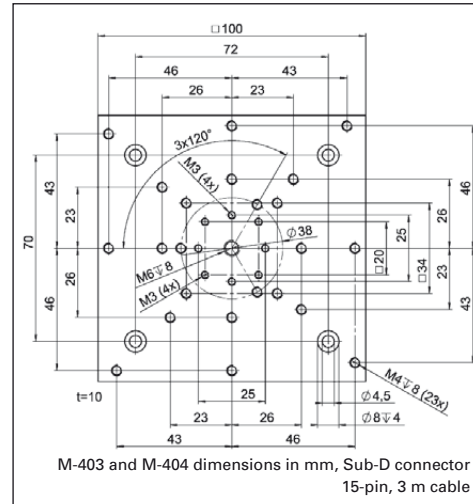 □100
72
46 43
26 23
3x120°
M3 (4x)
43
23
70
26
46
46
26
Ø38
25
□20
□34
23
43
M6↧8
M3 (4x)
25
Ø4,5
M4↧8 (23x)
t=10
23 26
Ø8↧4
43 46
M-403 and M-404 dimensions in mm, Sub-D connector
15-pin, 3 m cable